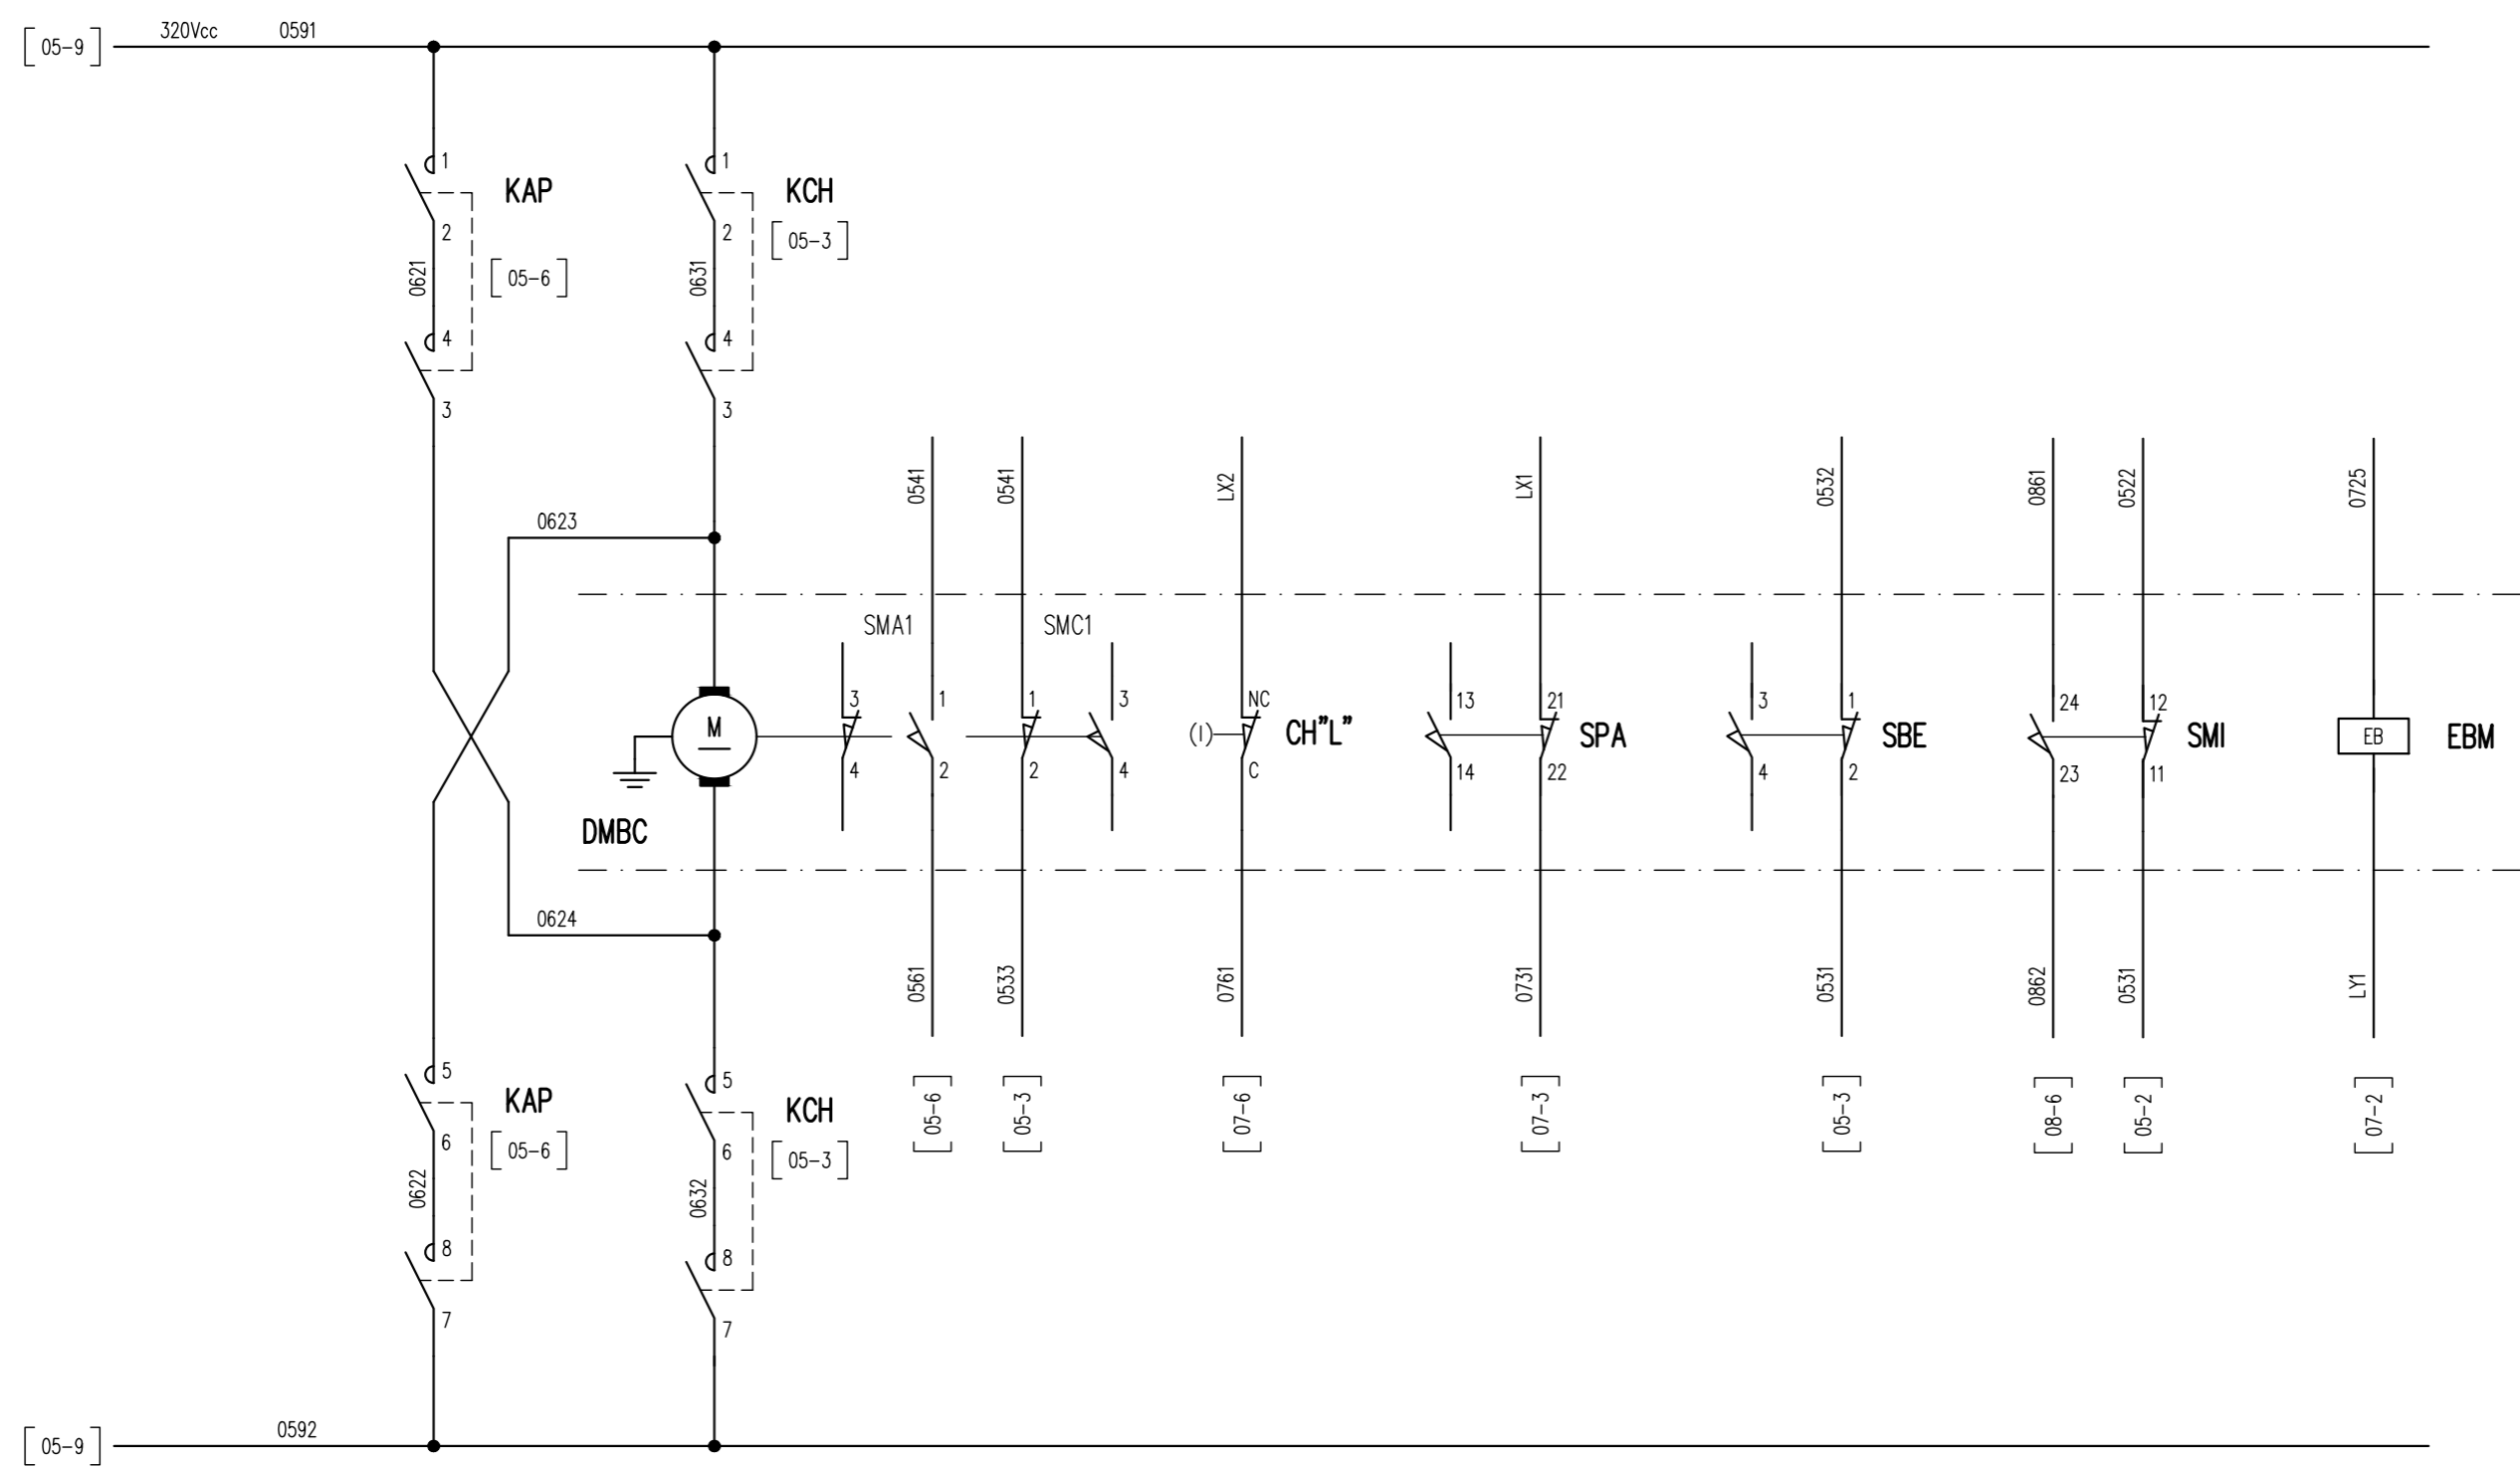 [05-9] 320Vcc 0591
1 1
KAP KCH
2 2 [05-3]
0621 [05-6] 0631
4 4
3 3
0541 0541 LX2 LX1 0532 0861 0522 0725
0623
SMA1 SMC1
3 1 1 3 NC 13 21 3 1 24 12
M (I) CH"L" SPA SBE SMI EB EBM
4 2 2 4 C 14 22 4 2 23 11
DMBC
0624
0561 0533 0761 0731 0531 0862 0531 LY1
5 5
KAP KCH
[05-6] [05-3] [07-6] [07-3] [05-3] [08-6] [05-2] [07-2]
6 [05-6] 6 [05-3]
0622 0632
8 8
7 7
[05-9] 0592